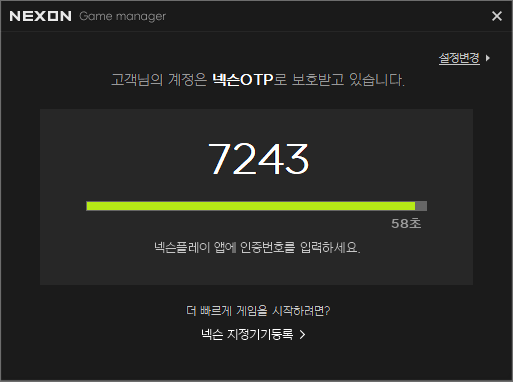 NEXON Game manager
설정변경
고객님의 계정은 넥슨OTP로 보호받고 있습니다.
7243
58초
넥슨플레이 앱에 인증번호를 입력하세요.
더 빠르게 게임을 시작하려면?
넥슨 지정기기등록